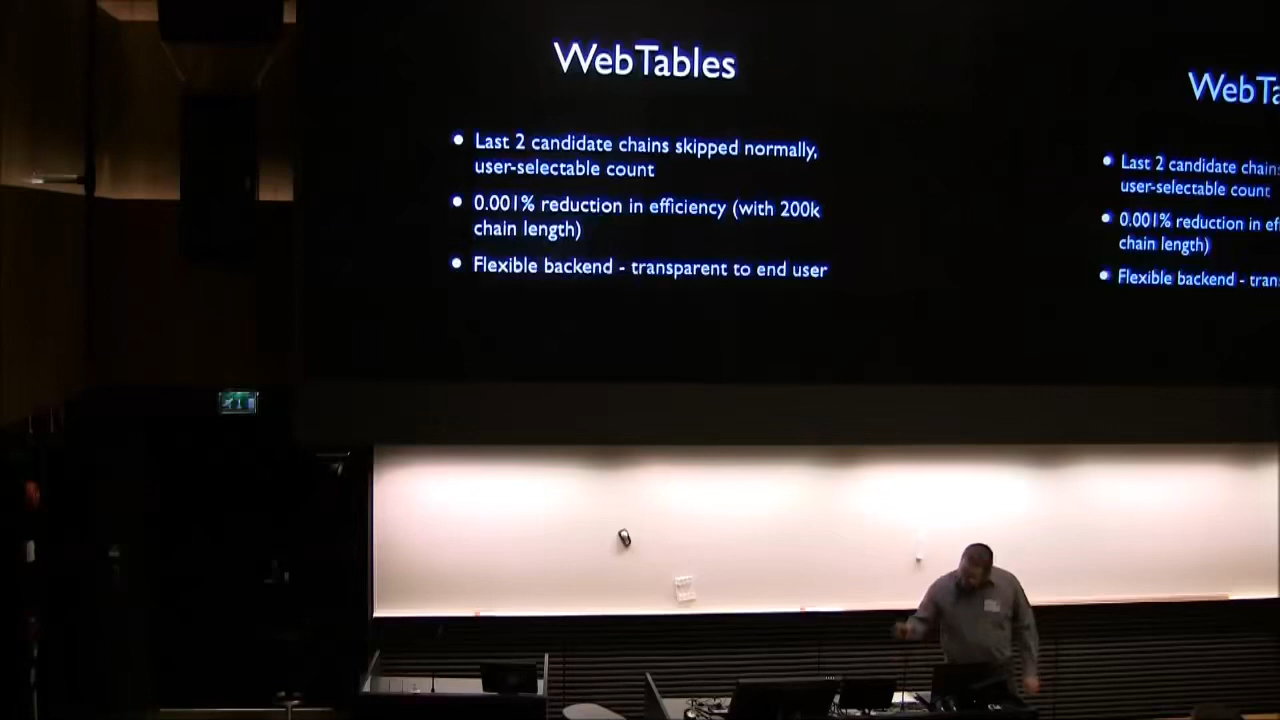 WebTables
• Last 2 candidate chains skipped normally,
user-selectable count
• 0.001% reduction in efficiency (with 200k
chain length)
• Flexible backend - transparent to end user
WebTa
• Last 2 candidate chain
user-selectable count
• 0.001% reduction in ef
chain length)
• Flexible backend - tran